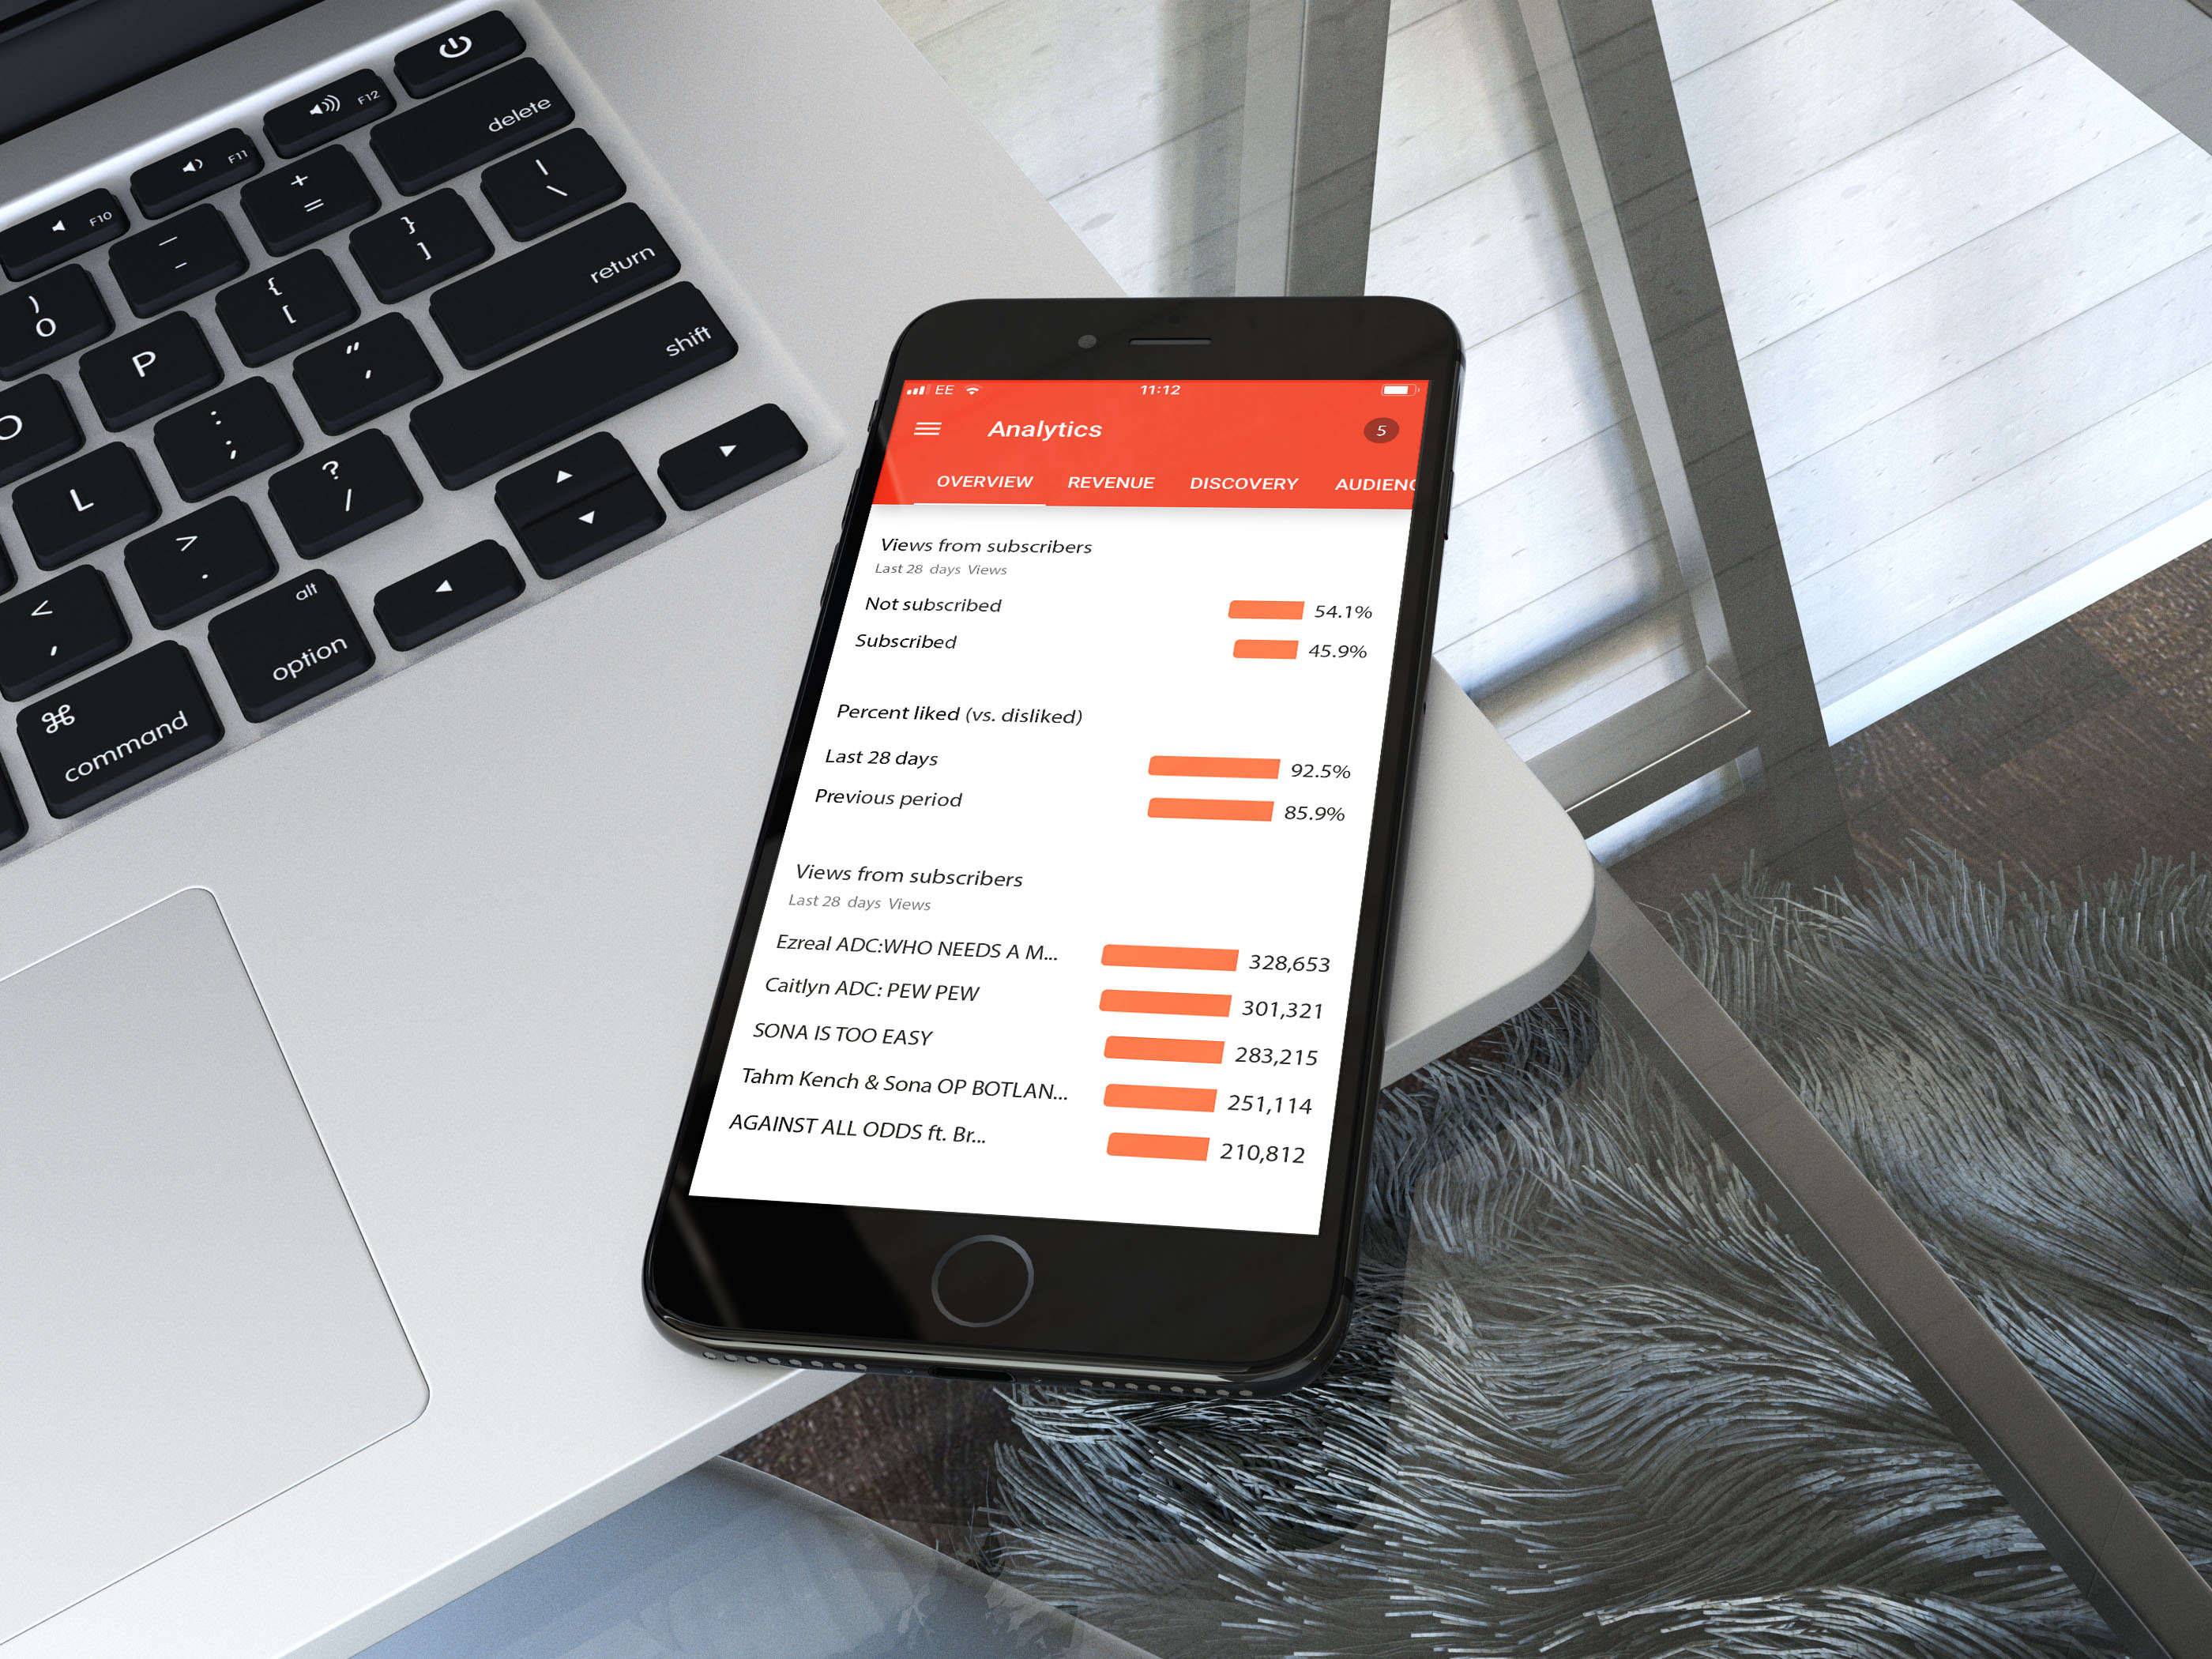 delete
F12
F11
F10
+
=
—
-
|
\
}
]
{
[
)
0
P
return
"
'
shift
:
;
L
?
/
>
.
<
,
alt
option
⌘
command
O
EE
11:12
Analytics
5
OVERVIEW REVENUE DISCOVERY AUDIENC
Views from subscribers
Last 28 days Views
Not subscribed 54.1%
Subscribed 45.9%
Percent liked (vs. disliked)
Last 28 days 92.5%
Previous period 85.9%
Views from subscribers
Last 28 days Views
Ezreal ADC:WHO NEEDS A M... 328,653
Caitlyn ADC: PEW PEW 301,321
SONA IS TOO EASY 283,215
Tahm Kench & Sona OP BOTLAN... 251,114
AGAINST ALL ODDS ft. Br... 210,812